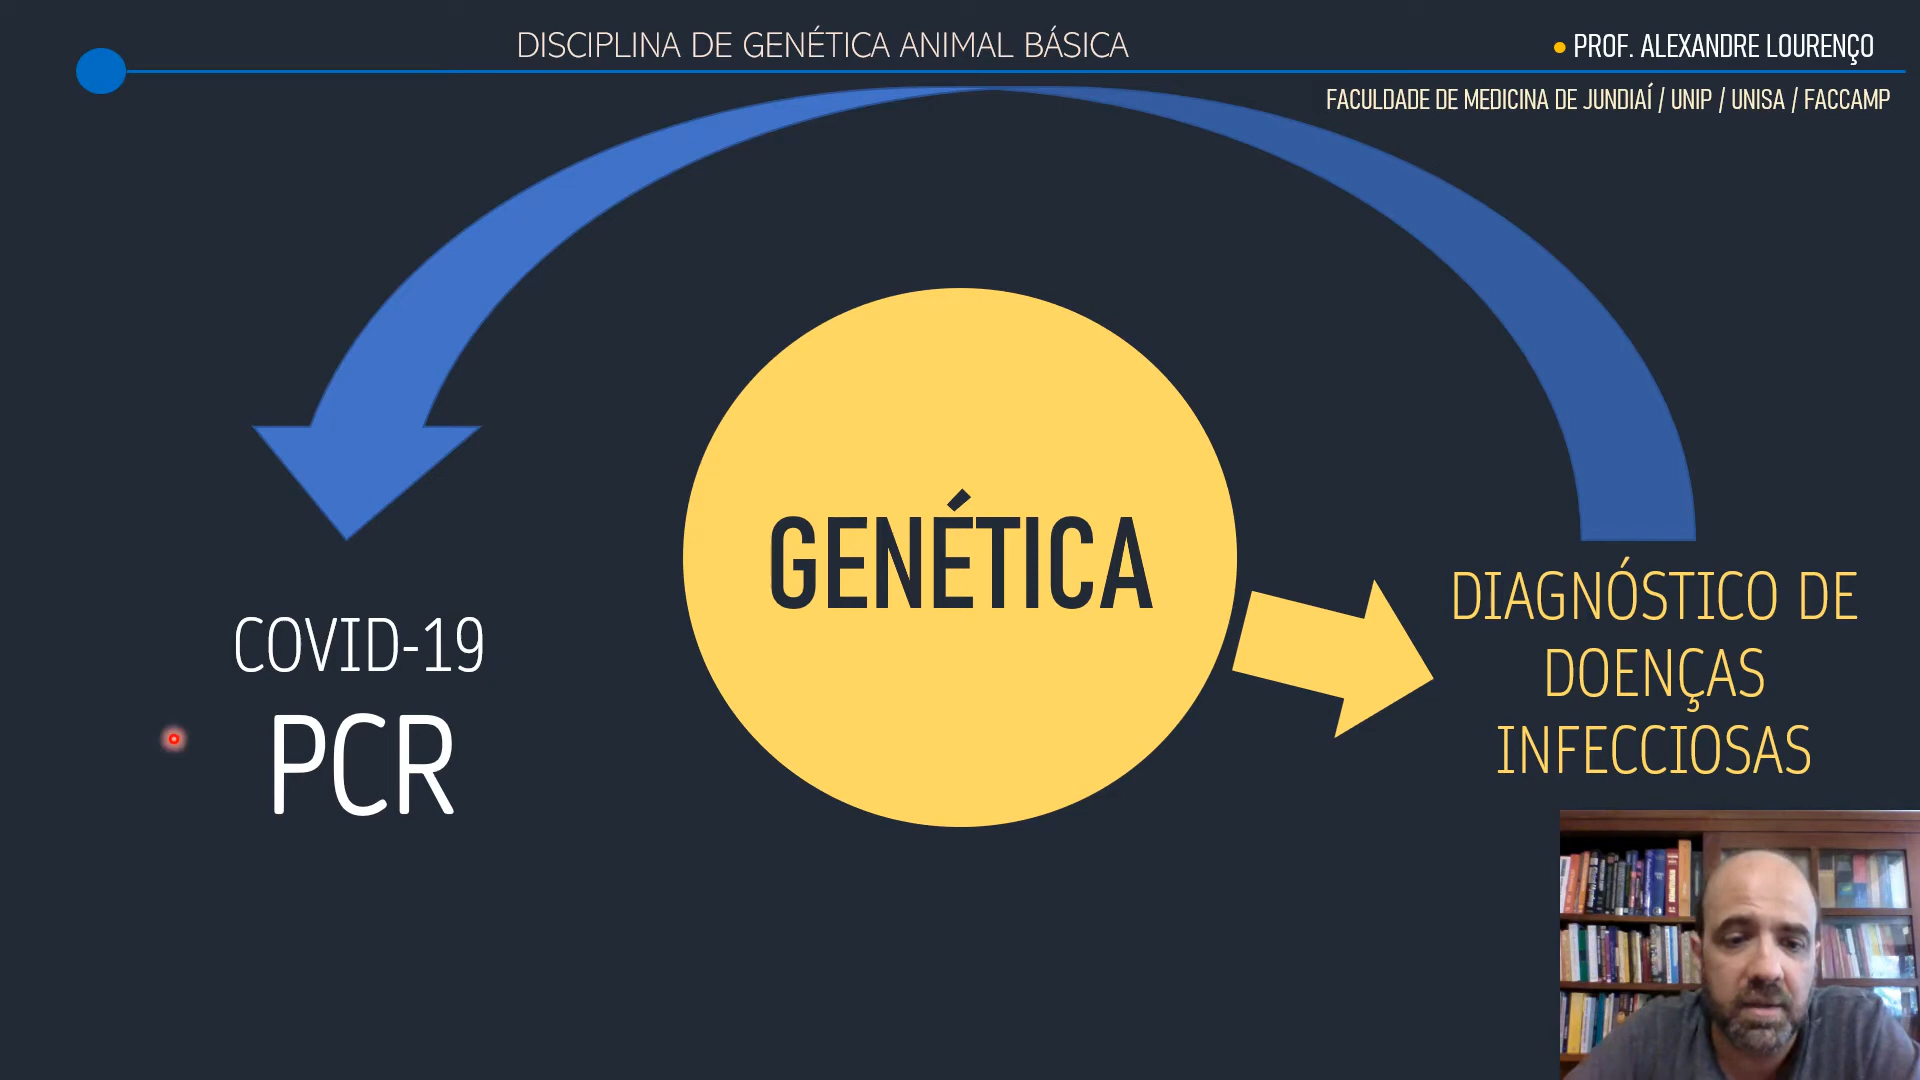 DISCIPLINA DE GENÉTICA ANIMAL BÁSICA
• PROF. ALEXANDRE LOURENÇO
FACULDADE DE MEDICINA DE JUNDIAÍ / UNIP / UNISA / FACCAMP
GENÉTICA
COVID-19
PCR
DIAGNÓSTICO DE
DOENÇAS
INFECCIOSAS